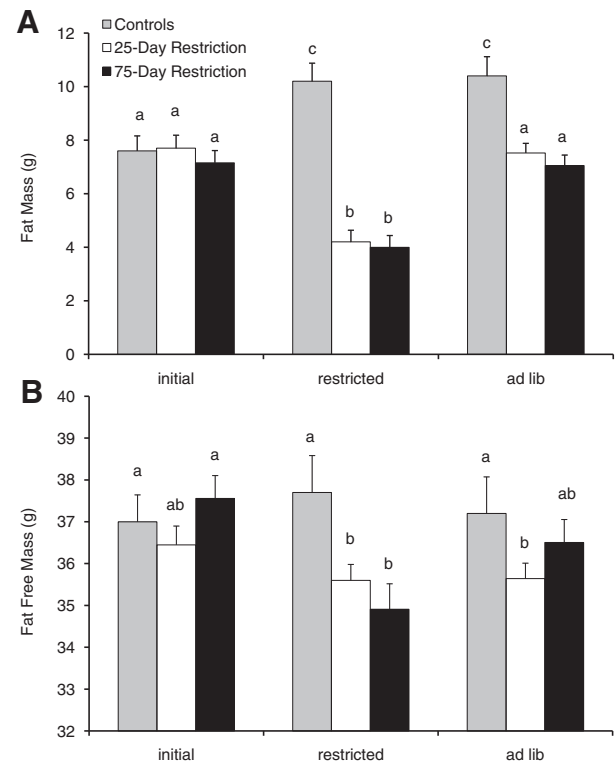 A
Controls
25-Day Restriction
75-Day Restriction
12
10
8
6
4
2
0
Fat Mass (g)
a a a
c
b b
c
a a
initial restricted ad lib
B
40
39
38
37
36
35
34
33
32
Fat Free Mass (g)
a ab a
a
b b
a
b ab
initial restricted ad lib